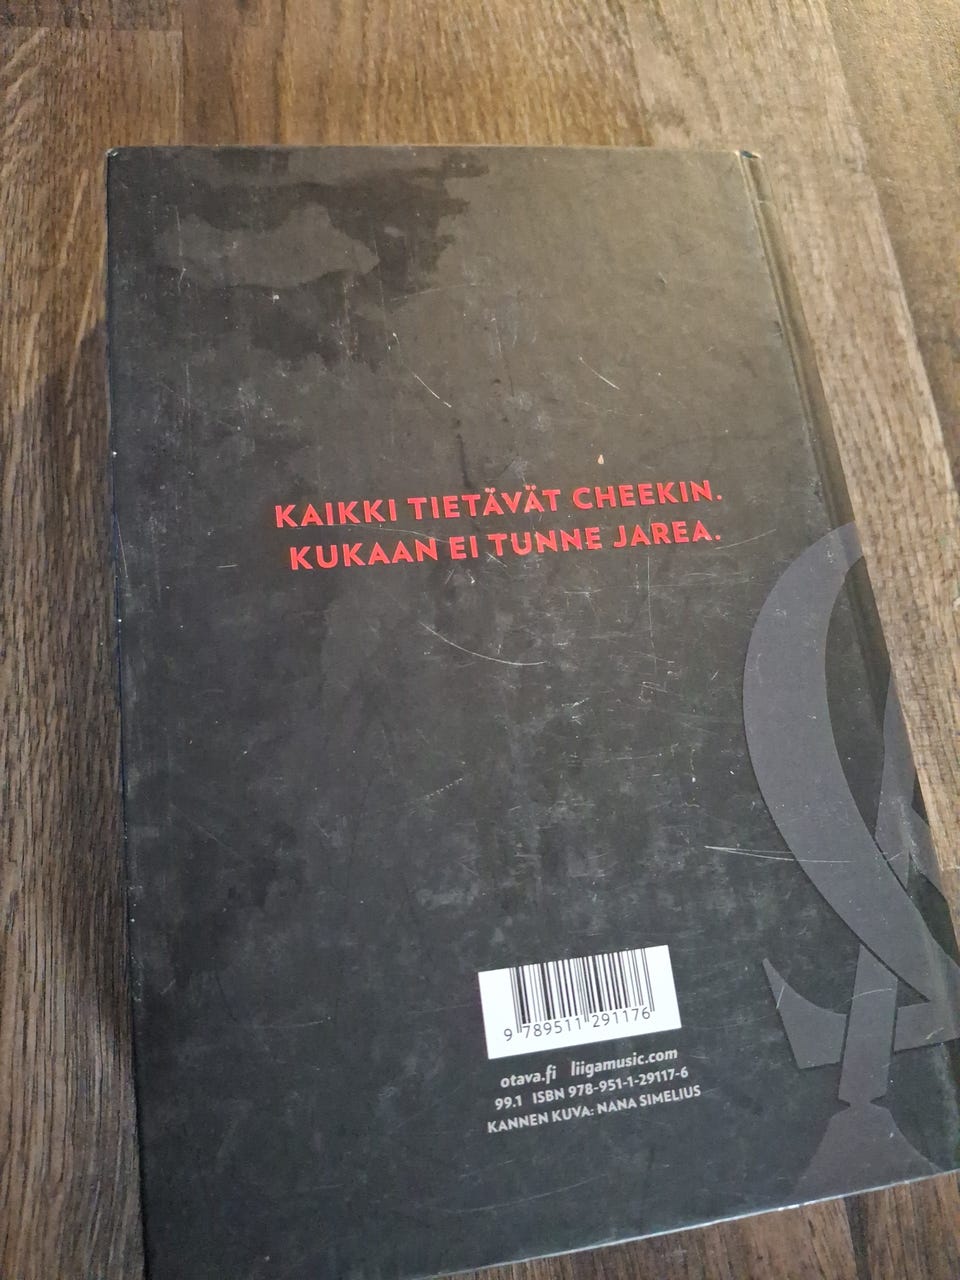 KAIKKI TIETÄVÄT CHEEKIN.
KUKAAN EI TUNNE JAREA.
9 789511 291176
otava.fi liigamusic.com
99.1 ISBN 978-951-1-29117-6
KANNEN KUVA: NANA SIMELIUS